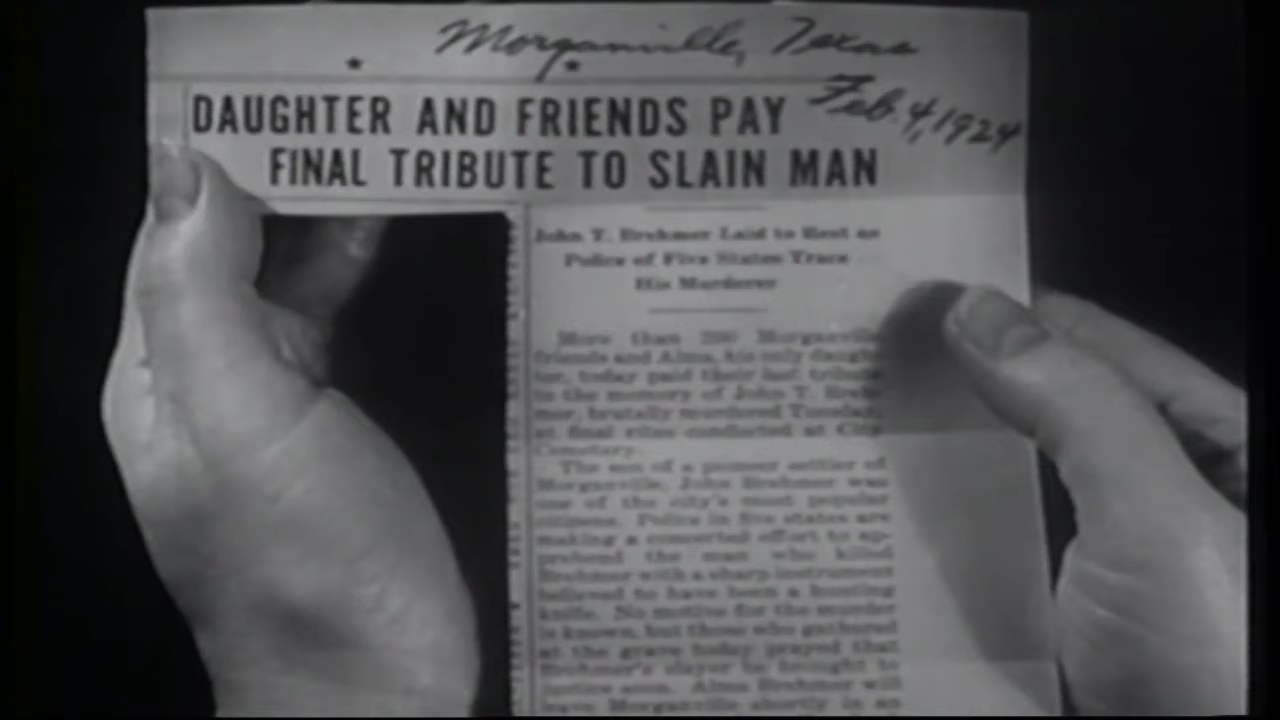 Morganville, Texas
Feb. 4, 1924
DAUGHTER AND FRIENDS PAY
FINAL TRIBUTE TO SLAIN MAN
John T. Brehmer Laid to Rest as
Police of Five States Trace
His Murderer
More than 200 Morganville
friends and Alma, his only daugh-
ter, today paid their last tribute
to the memory of John T. Breh-
mer, brutally murdered Tuesday,
at final rites conducted at City
Cemetery.
The son of a pioneer settler of
Morganville, John Brehmer was
one of the city's most popular
citizens. Police in five states are
making a concerted effort to ap-
prehend the man who killed
Brehmer with a sharp instrument
believed to have been a hunting
knife. No motive for the murder
is known, but those who gathered
at the grave today prayed that
Brehmer's slayer be brought to
justice soon. Alma Brehmer will
leave Morganville shortly in an